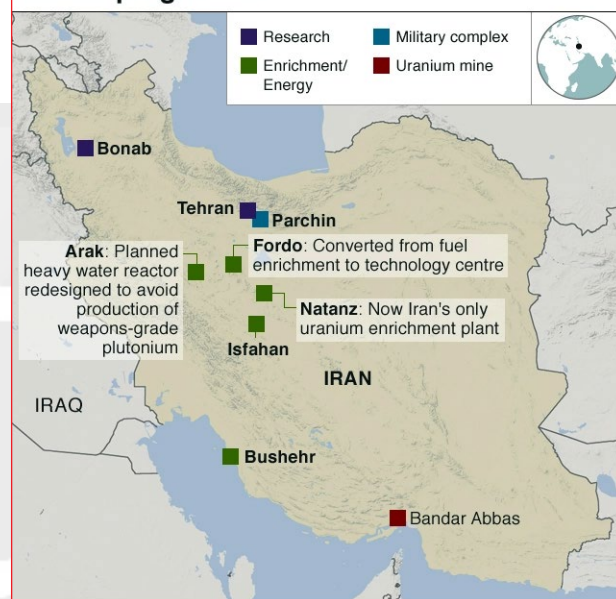 Research
Military complex
Enrichment/
Energy
Uranium mine
Bonab
Tehran
Parchin
Arak: Planned
heavy water reactor
redesigned to avoid
production of
weapons-grade
plutonium
Fordo: Converted from fuel
enrichment to technology centre
Natanz: Now Iran's only
uranium enrichment plant
Isfahan
IRAN
IRAQ
Bushehr
Bandar Abbas